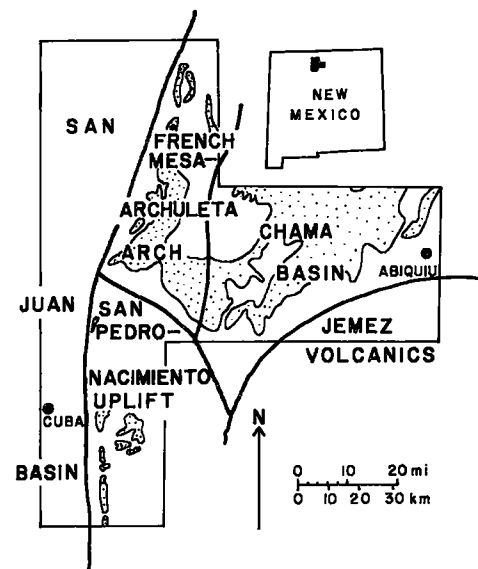 SAN
NEW
MEXICO
FRENCH
MESA
ARCHULETA
ARCH
CHAMA
BASIN
ABIQUIU
JUAN
SAN
PEDRO
JEMEZ
VOLCANICS
NACIMIENTO
UPLIFT
CUBA
BASIN
N
0 10 20 mi
0 10 20 30 km